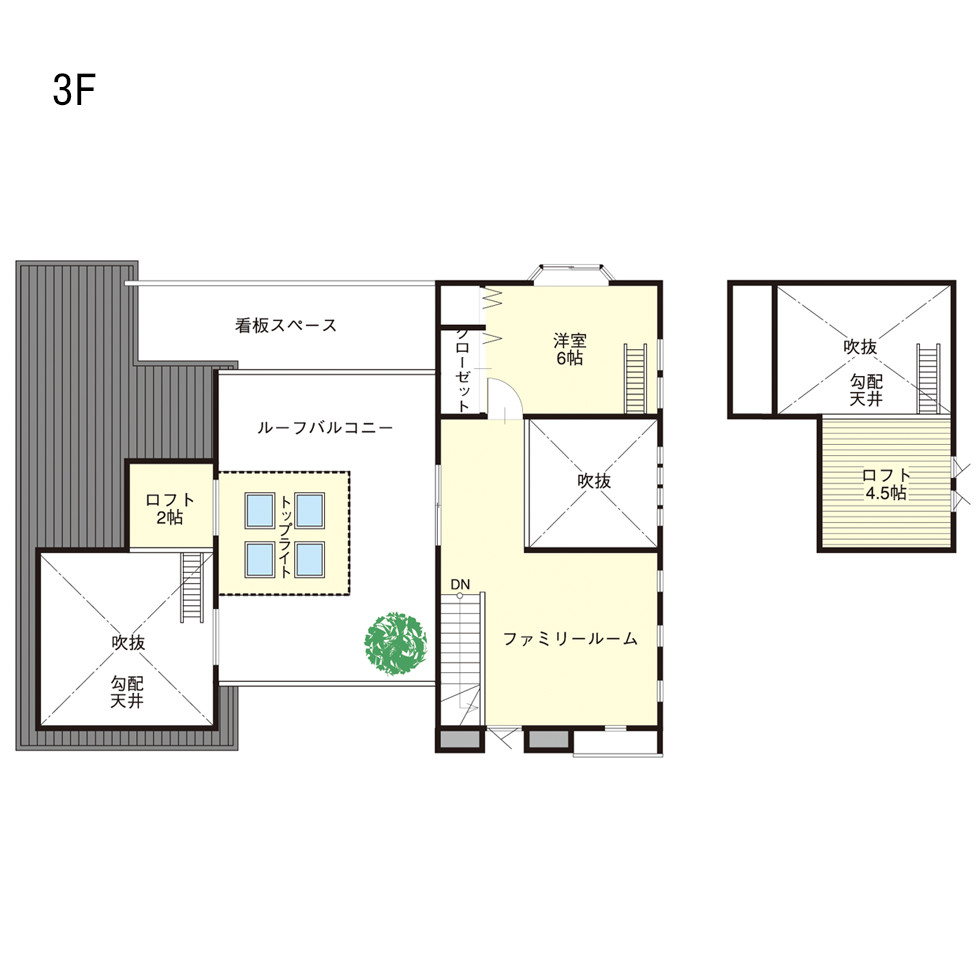 3F
看板スペース
洋室
6帖
クローゼット
ルーフバルコニー
吹抜
ロフト
2帖
トップライト
DN
ファミリールーム
吹抜
勾配
天井
吹抜
勾配
天井
ロフト
4.5帖